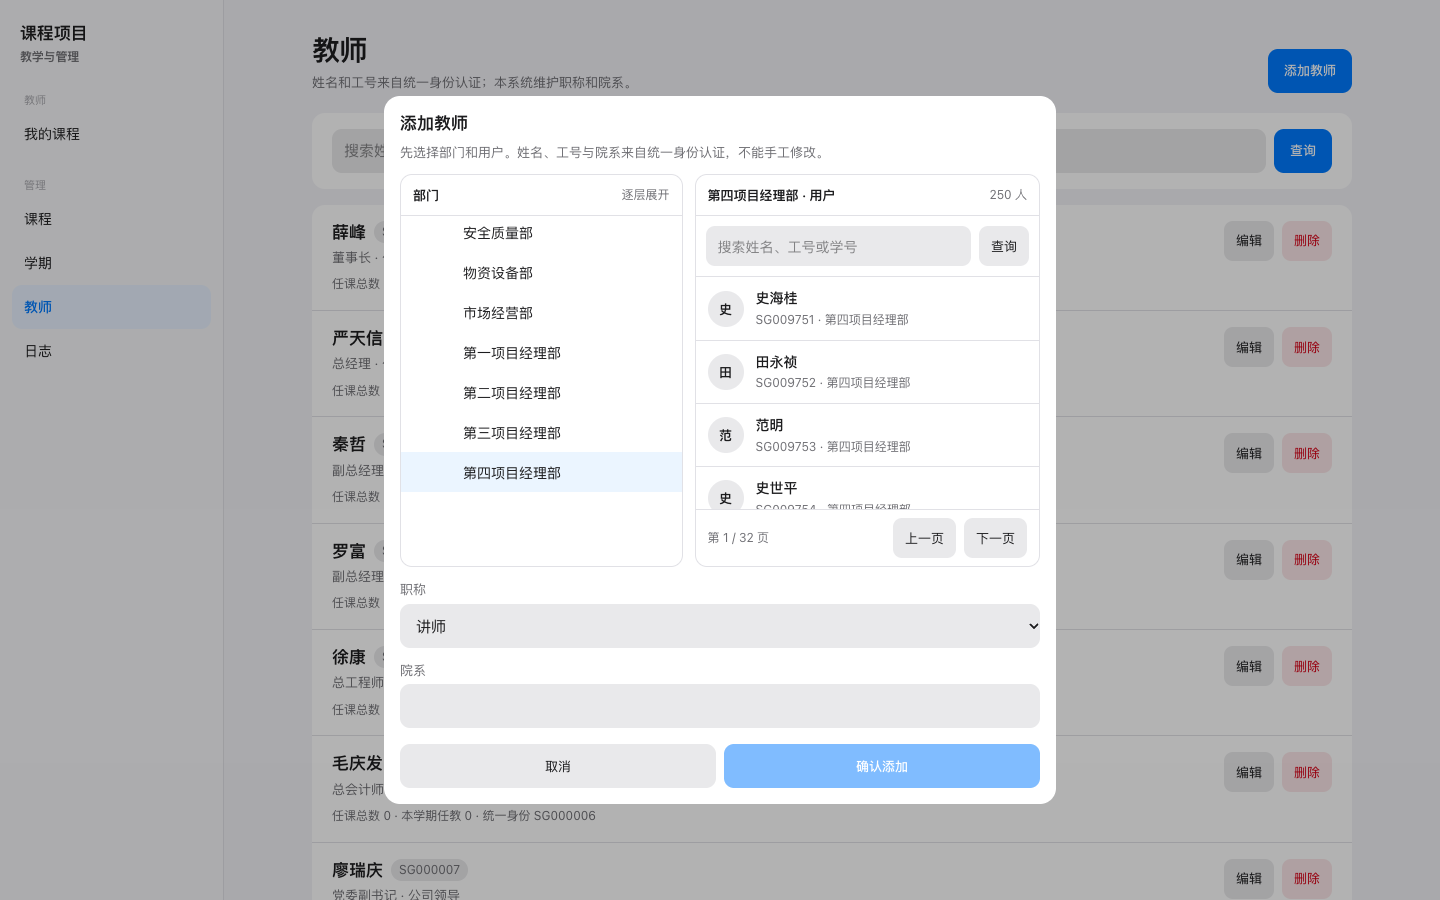 课程项目
教学与管理
教师
我的课程
管理
课程
学期
教师
日志
教师
姓名和工号来自统一身份认证；本系统维护职称和院系。
添加教师
搜索姓
查询
薛峰
董事长 ·
任课总数
编辑
删除
严天信
总经理 ·
任课总数
编辑
删除
秦哲
副总经理
任课总数
编辑
删除
罗富
副总经理
任课总数
编辑
删除
徐康
总工程师
任课总数
编辑
删除
毛庆发
总会计师
任课总数 0 · 本学期任教 0 · 统一身份 SG000006
编辑
删除
廖瑞庆 SG000007
党委副书记 · 公司领导
编辑
删除
添加教师
先选择部门和用户。姓名、工号与院系来自统一身份认证，不能手工修改。
部门 逐层展开
安全质量部
物资设备部
市场经营部
第一项目经理部
第二项目经理部
第三项目经理部
第四项目经理部
第四项目经理部 · 用户 250 人
搜索姓名、工号或学号
查询
史 史海桂
SG009751 · 第四项目经理部
田 田永祯
SG009752 · 第四项目经理部
范 范明
SG009753 · 第四项目经理部
史 史世平
SG009754 · 第四项目经理部
第 1 / 32 页
上一页
下一页
职称
讲师
院系
取消
确认添加